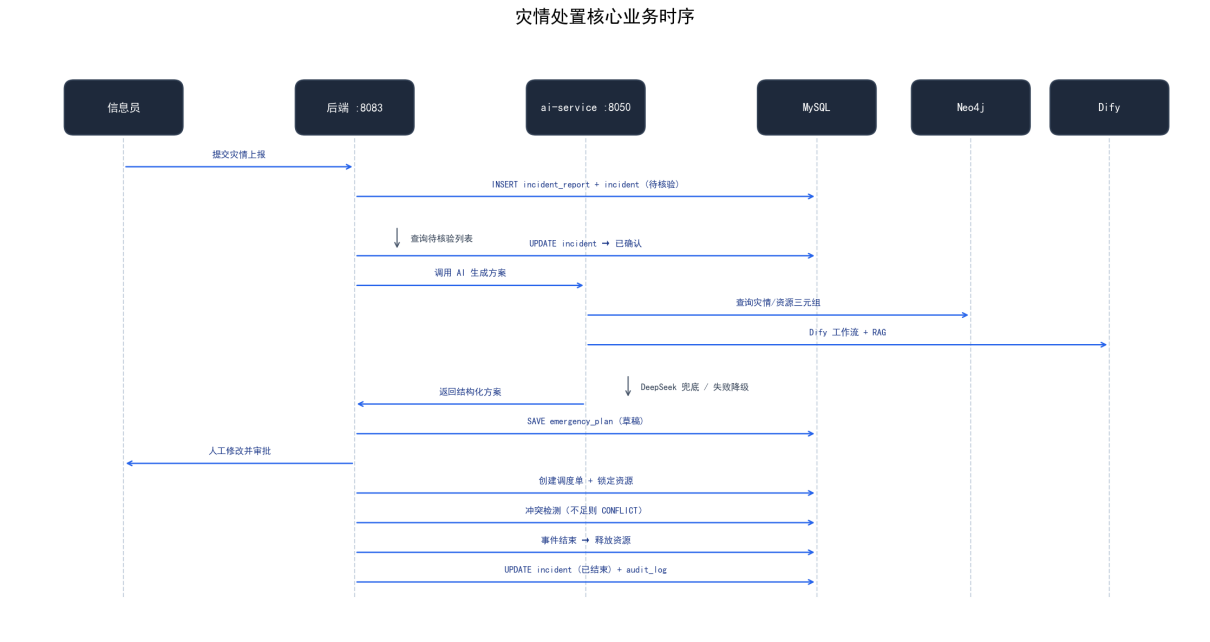 灾情处置核心业务时序
信息员
后端 :8083
ai-service :8050
MySQL
Neo4j
Dify
提交灾情上报
INSERT incident_report + incident（待核验）
查询待核验列表
UPDATE incident → 已确认
调用 AI 生成方案
查询灾情/资源三元组
Dify 工作流 + RAG
DeepSeek 兜底 / 失败降级
返回结构化方案
SAVE emergency_plan（草稿）
人工修改并审批
创建调度单 + 锁定资源
冲突检测（不足则 CONFLICT）
事件结束 → 释放资源
UPDATE incident（已结束）+ audit_log